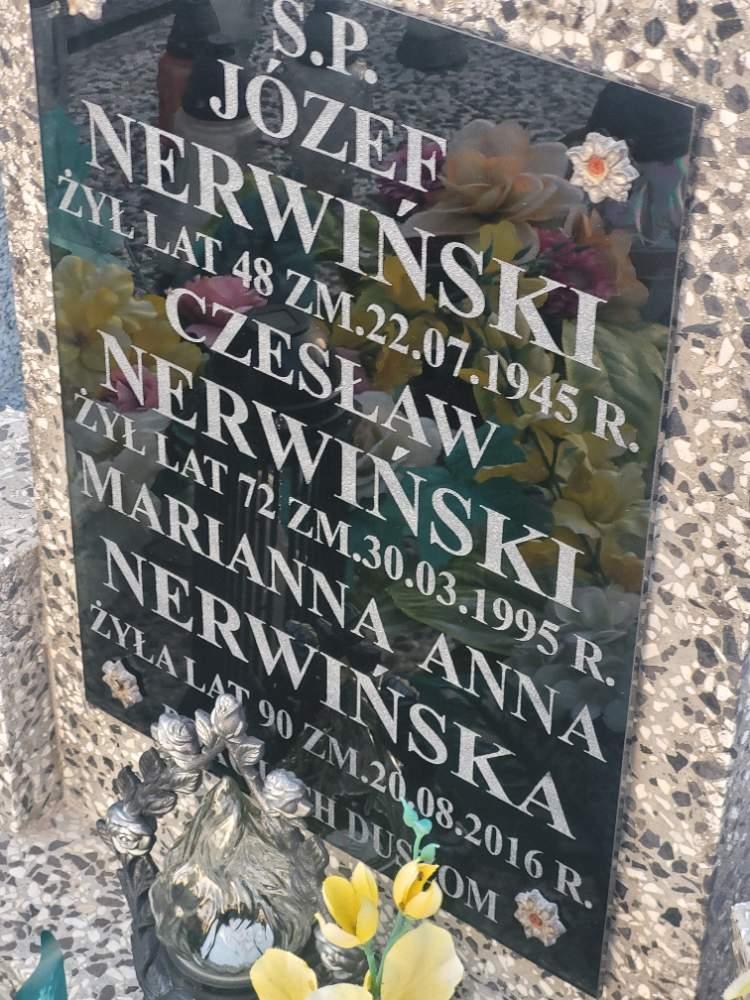 Ś.P.
JÓZEF
NERWIŃSKI
ŻYŁ LAT 48 ZM.22.07.1945 R.
CZESŁAW
NERWIŃSKI
ŻYŁ LAT 72 ZM.30.03.1995 R.
MARIANNA ANNA
NERWIŃSKA
ŻYŁA LAT 90 ZM.20.08.2016 R.